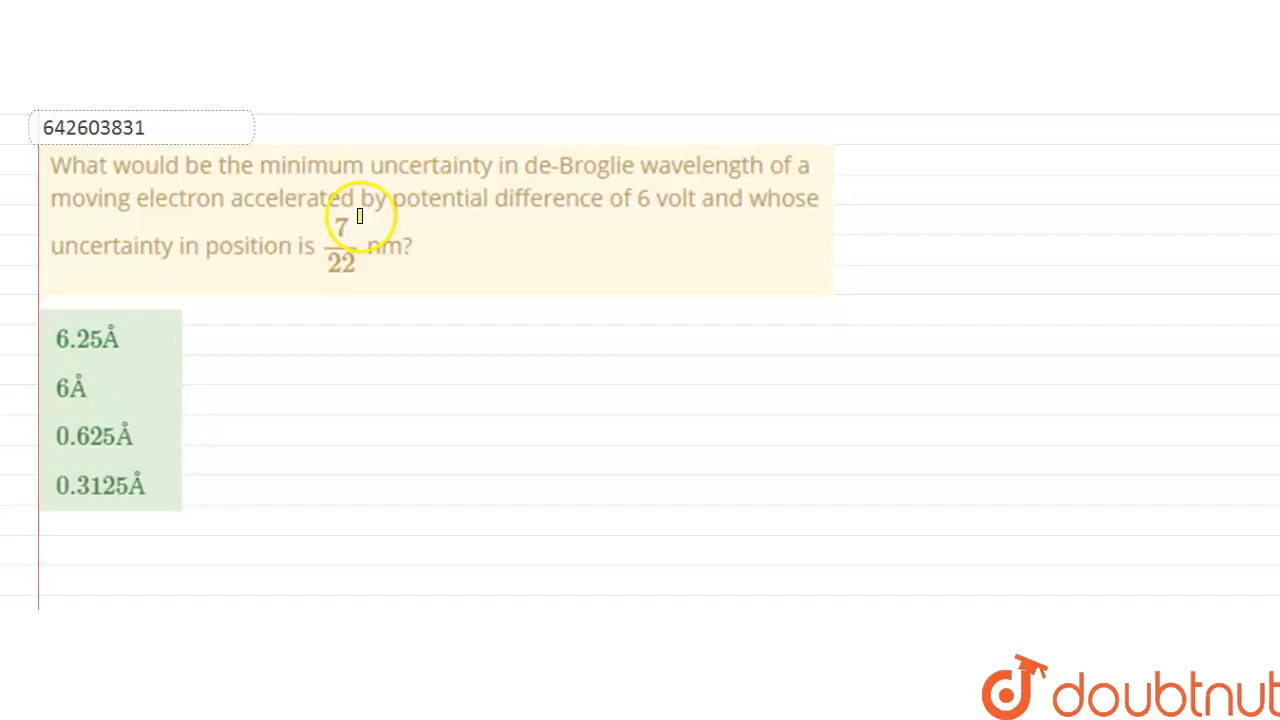 642603831
What would be the minimum uncertainty in de-Broglie wavelength of a
moving electron accelerated by potential difference of 6 volt and whose
uncertainty in position is 7/22 nm?
6.25Å
6Å
0.625Å
0.3125Å
doubtnut